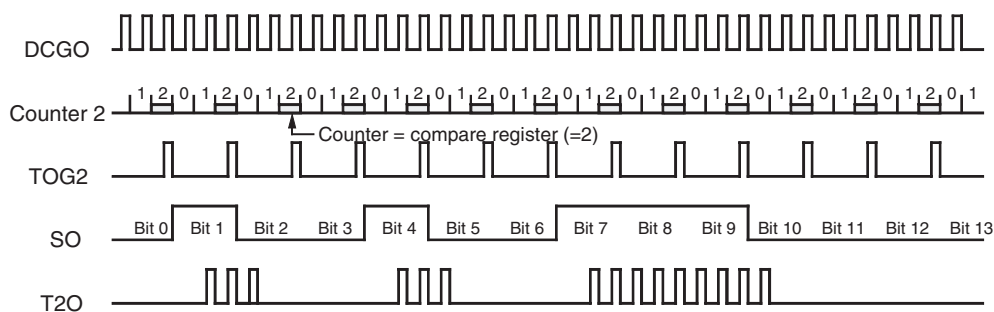 DCGO
Counter 2 1 2 0 1 2 0 1 2 0 1 2 0 1 2 0 1 2 0 1 2 0 1 2 0 1 2 0 1 2 0 1 2 0 1 2 0 1 2 0 1
Counter = compare register (=2)
TOG2
SO Bit 0 Bit 1 Bit 2 Bit 3 Bit 4 Bit 5 Bit 6 Bit 7 Bit 8 Bit 9 Bit 10 Bit 11 Bit 12 Bit 13
T2O